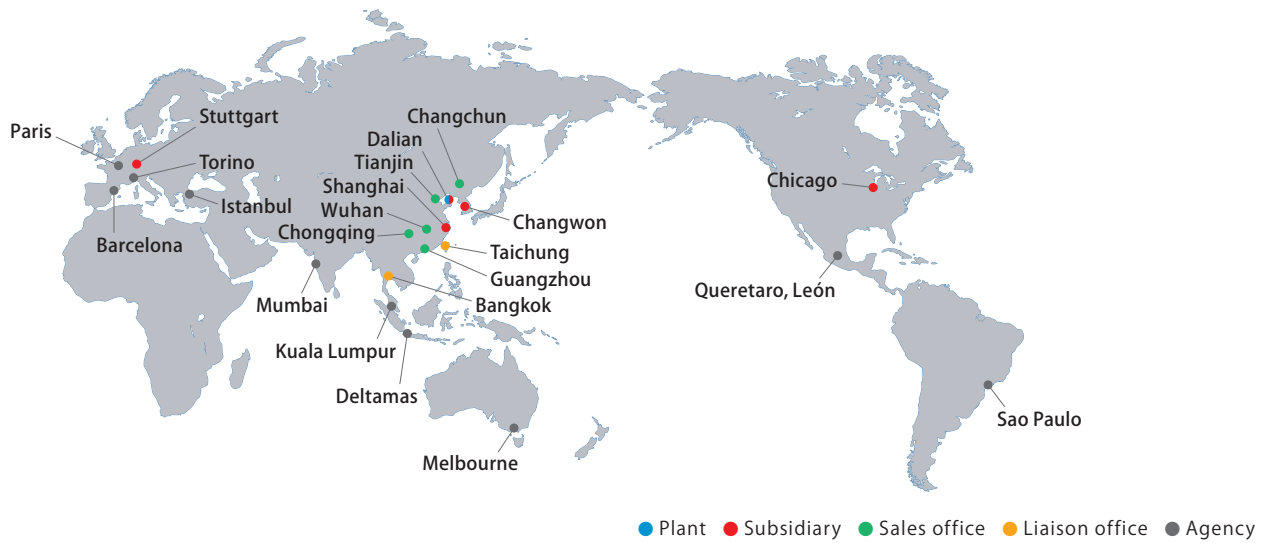 Paris
Stuttgart
Torino
Istanbul
Barcelona
Changchun
Dalian
Tianjin
Shanghai
Wuhan
Chongqing
Changwon
Taichung
Guangzhou
Bangkok
Mumbai
Kuala Lumpur
Deltamas
Melbourne
Chicago
Queretaro, León
Sao Paulo
Plant Subsidiary Sales office Liaison office Agency